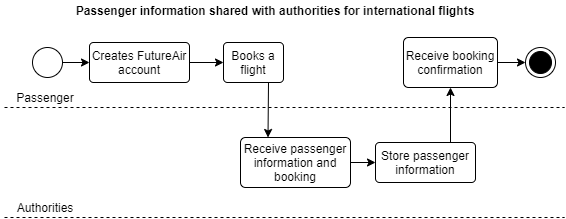 Passenger information shared with authorities for international flights
Creates FutureAir
account
Books a
flight
Receive booking
confirmation
Passenger
Receive passenger
information and
booking
Store passenger
information
Authorities